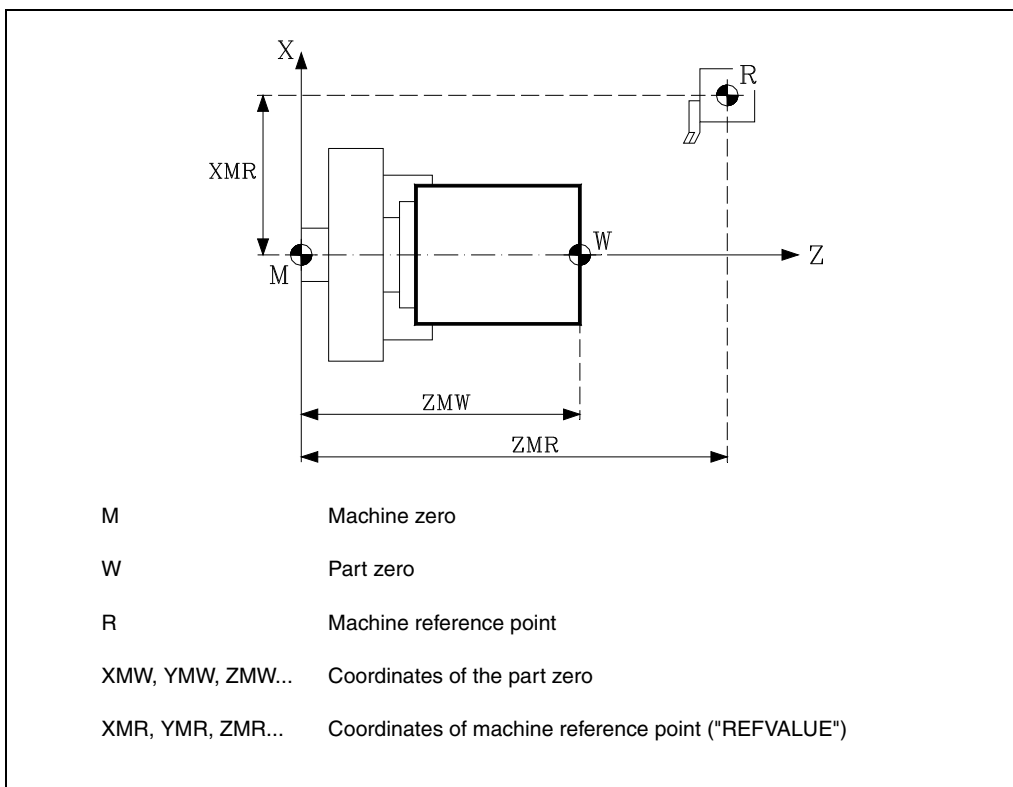 X
R
XMR
W
Z
M
ZMW
ZMR
M Machine zero
W Part zero
R Machine reference point
XMW, YMW, ZMW... Coordinates of the part zero
XMR, YMR, ZMR... Coordinates of machine reference point ("REFVALUE")